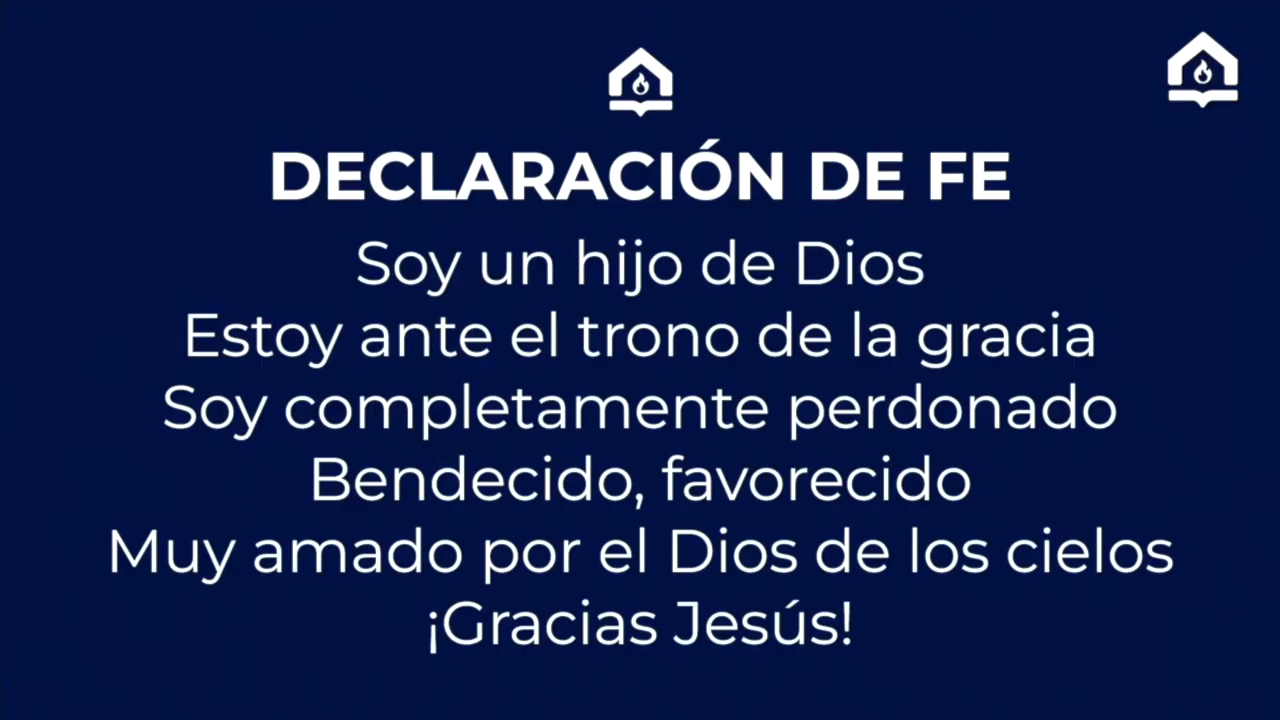 DECLARACIÓN DE FE
Soy un hijo de Dios
Estoy ante el trono de la gracia
Soy completamente perdonado
Bendecido, favorecido
Muy amado por el Dios de los cielos
¡Gracias Jesús!